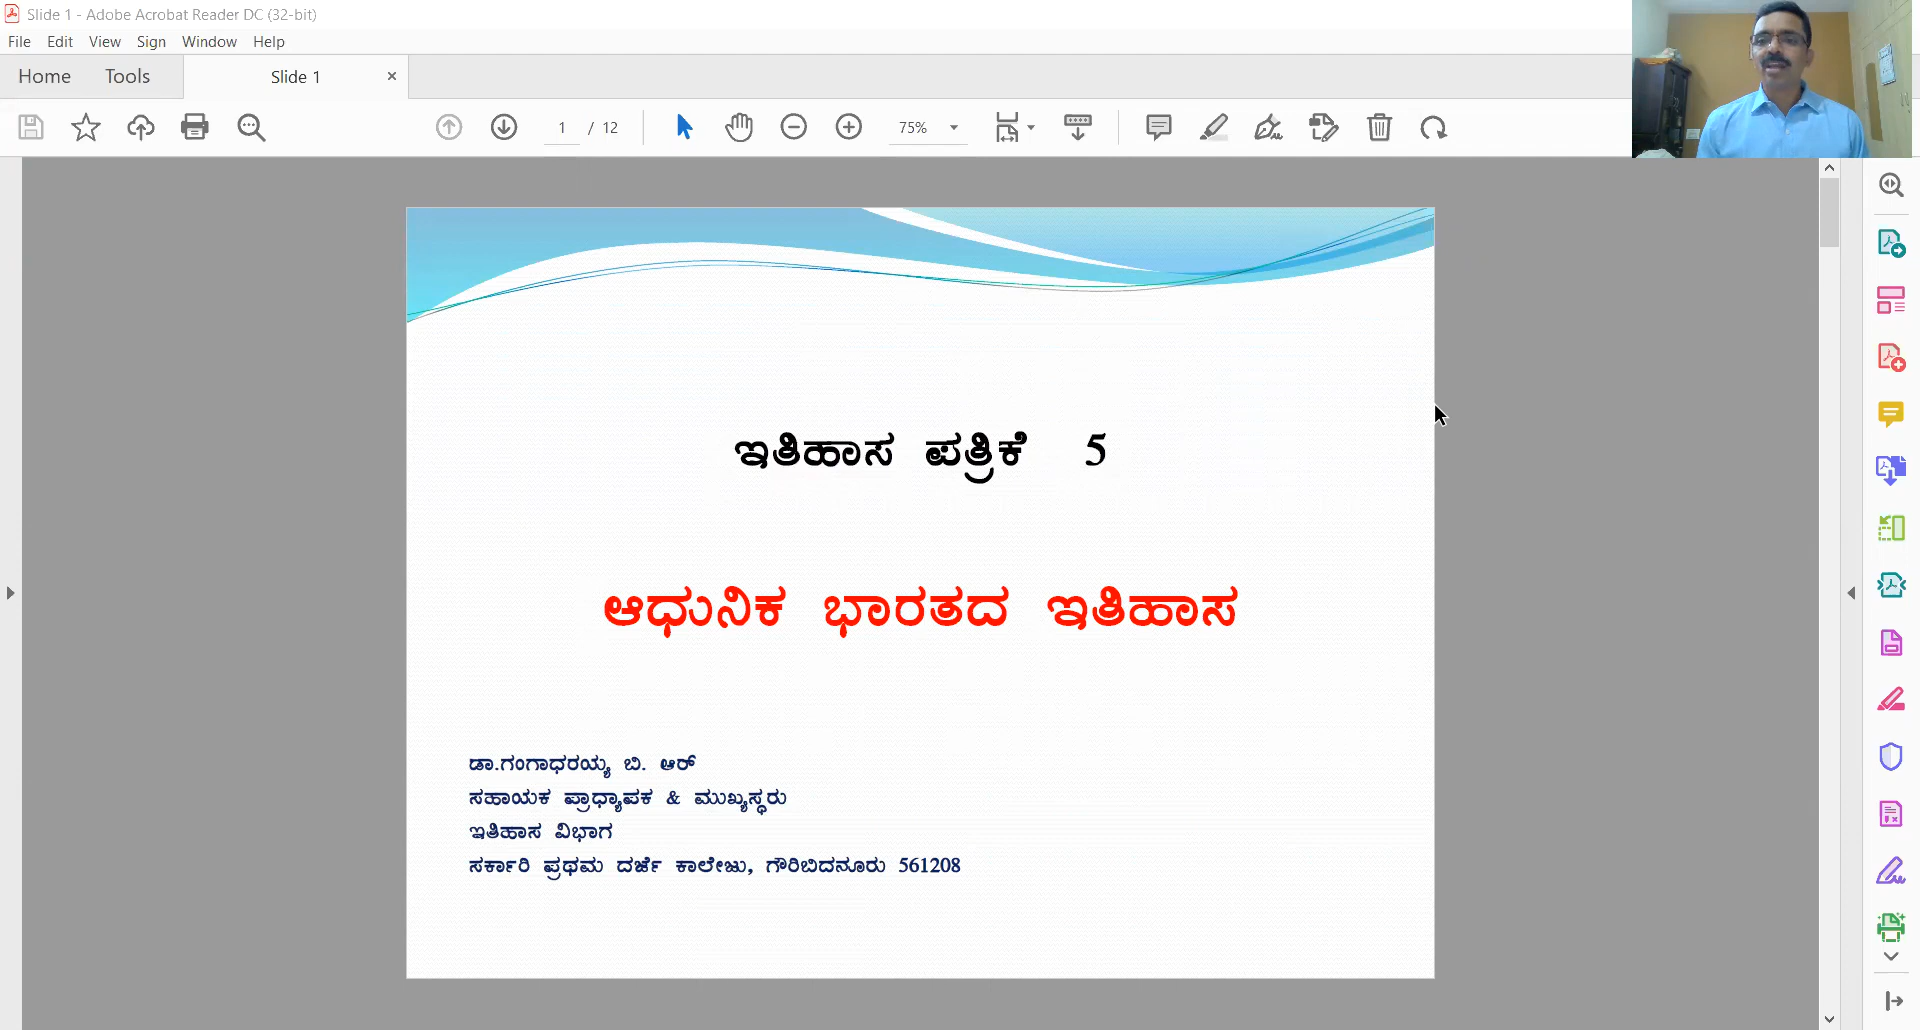 Slide 1 - Adobe Acrobat Reader DC (32-bit)
File Edit View Sign Window Help
Home Tools Slide 1 ×
1 / 12 75%
ಇತಿಹಾಸ ಪತ್ರಿಕೆ 5
ಆಧುನಿಕ ಭಾರತದ ಇತಿಹಾಸ
ಡಾ.ಗಂಗಾಧರಯ್ಯ ಬಿ. ಆರ್
ಸಹಾಯಕ ಪ್ರಾಧ್ಯಾಪಕ & ಮುಖ್ಯಸ್ಥರು
ಇತಿಹಾಸ ವಿಭಾಗ
ಸರ್ಕಾರಿ ಪ್ರಥಮ ದರ್ಜೆ ಕಾಲೇಜು, ಗೌರಿಬಿದನೂರು 561208